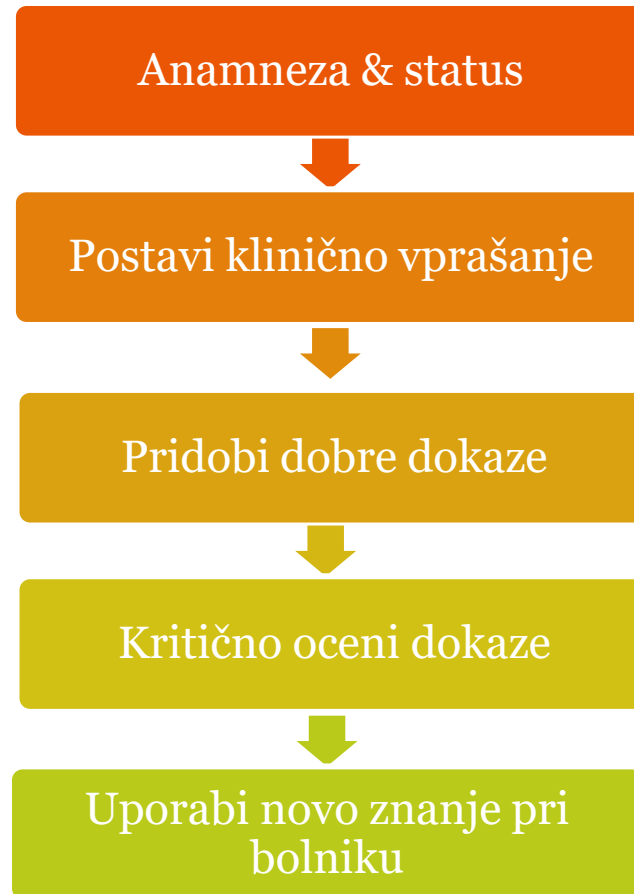 Anamneza & status
Postavi klinično vprašanje
Pridobi dobre dokaze
Kritično oceni dokaze
Uporabi novo znanje pri
bolniku